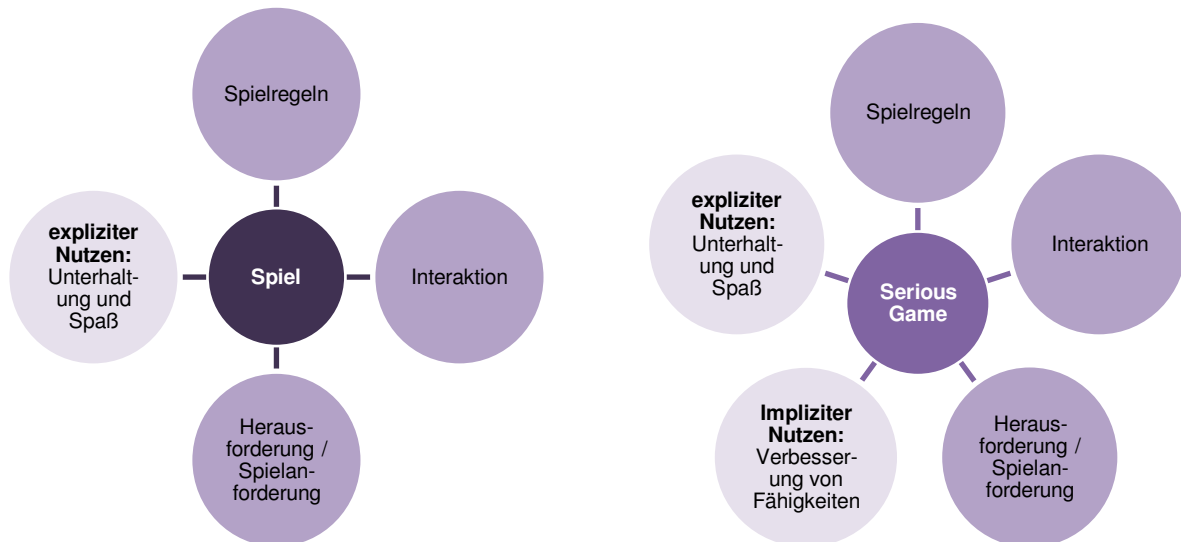 Spielregeln
expliziter
Nutzen:
Unterhalt-
ung und
Spaß
Spiel
Interaktion
Heraus-
forderung /
Spielan-
forderung
Spielregeln
expliziter
Nutzen:
Unterhalt-
ung und
Spaß
Interaktion
Serious
Game
Impliziter
Nutzen:
Verbesser-
ung von
Fähigkeiten
Heraus-
forderung /
Spielan-
forderung